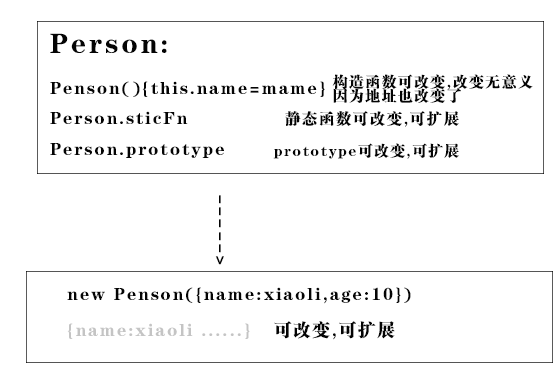 Person:
Penson(){this.name=mame} 构造函数可改变,改变无意义
因为地址也改变了
Person.sticFn 静态函数可改变,可扩展
Person.prototype prototype可改变,可扩展
new Penson({name:xiaoli,age:10})
{name:xiaoli ......} 可改变,可扩展